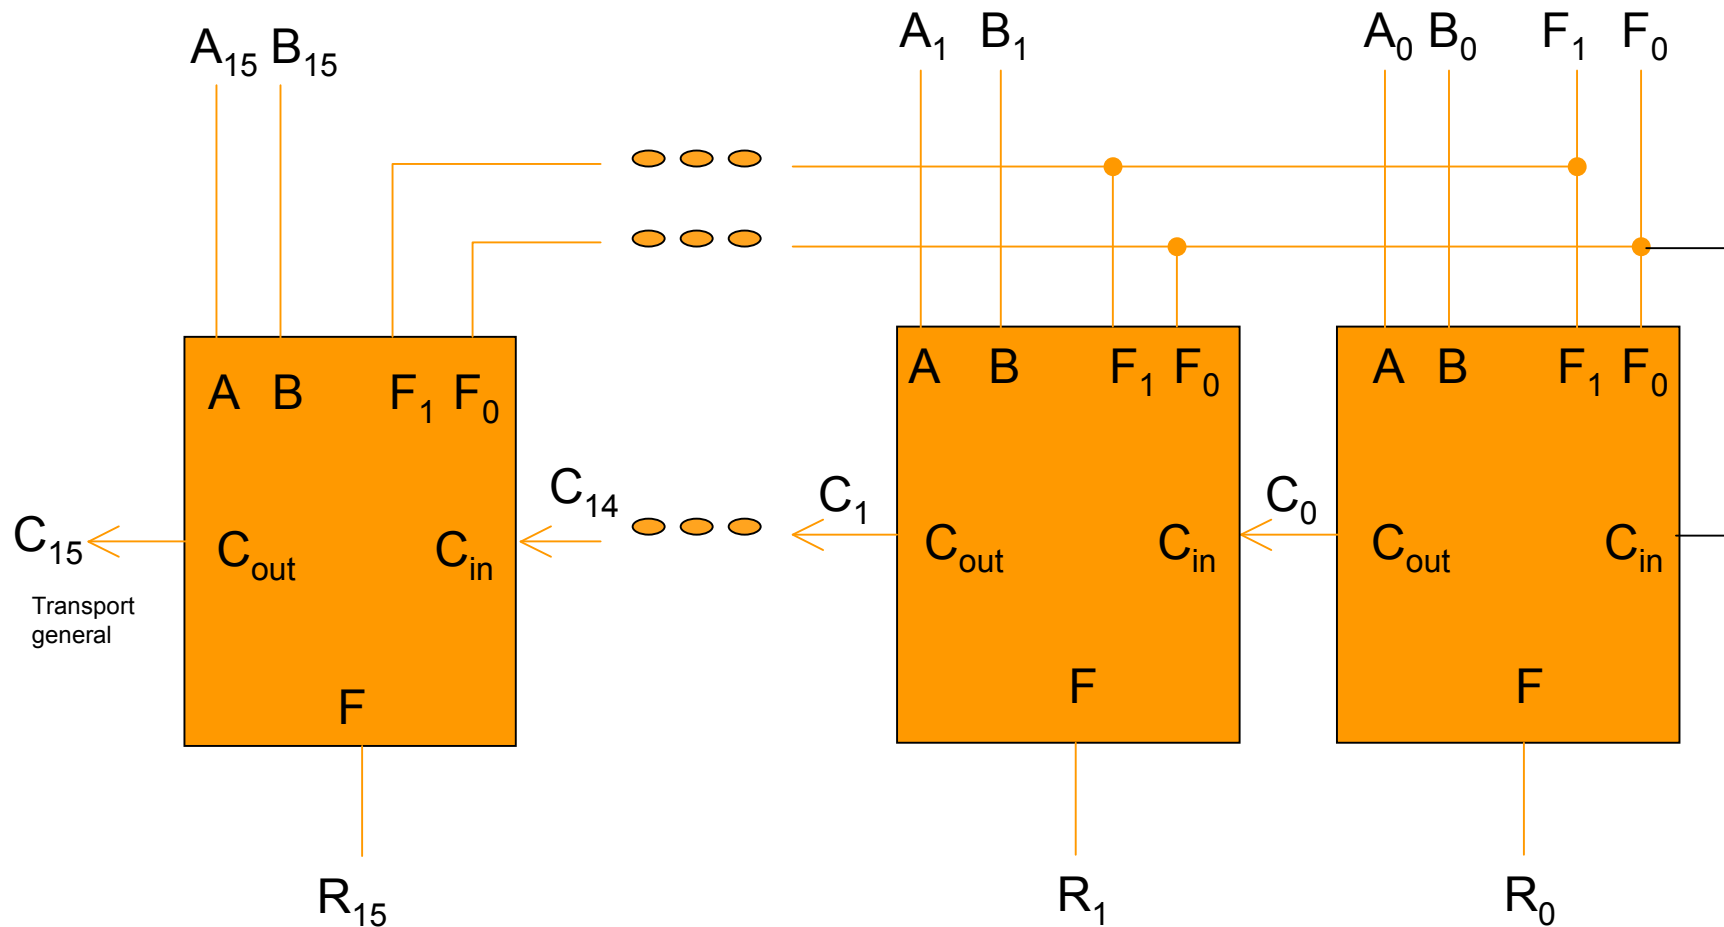 A₁₅ B₁₅ A₁ B₁ A₀ B₀ F₁ F₀
A B F₁ F₀ A B F₁ F₀ A B F₁ F₀
C₁₅ Cout Cin C₁₄ C₁ Cout Cin C₀ Cout Cin
Transport
general
F F F
R₁₅ R₁ R₀